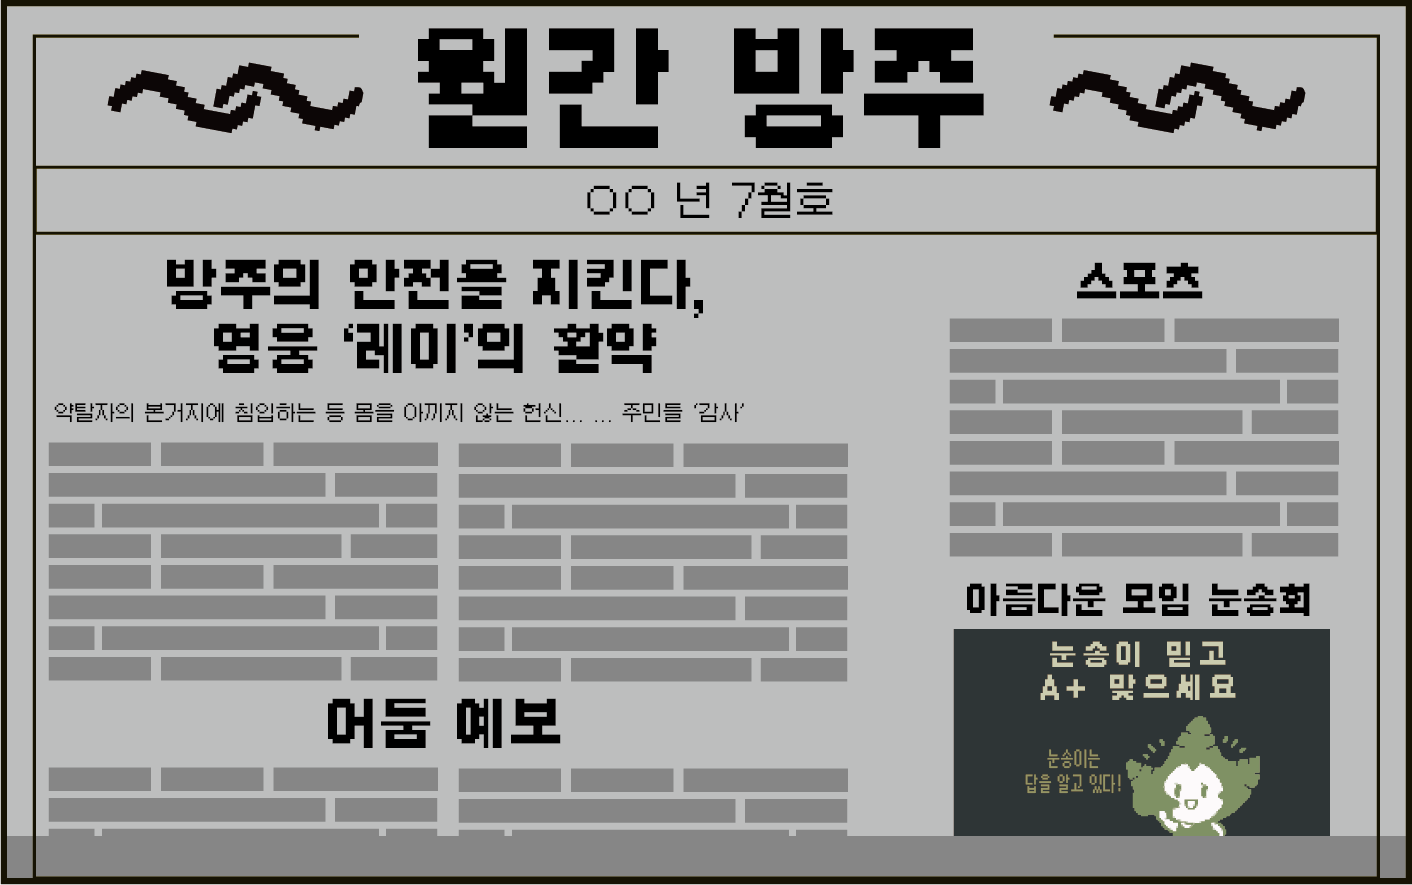 월간 방주
○○ 년 7월호
방주의 안전을 지킨다,
영웅 ‘레이’의 활약
약탈자의 본거지에 침입하는 등 몸을 아끼지 않는 헌신... ... 주민들 ‘감사’
어둠 예보
스포츠
아름다운 모임 눈송회
눈송이 믿고
A+ 맞으세요
눈송이는
답을 알고 있다!